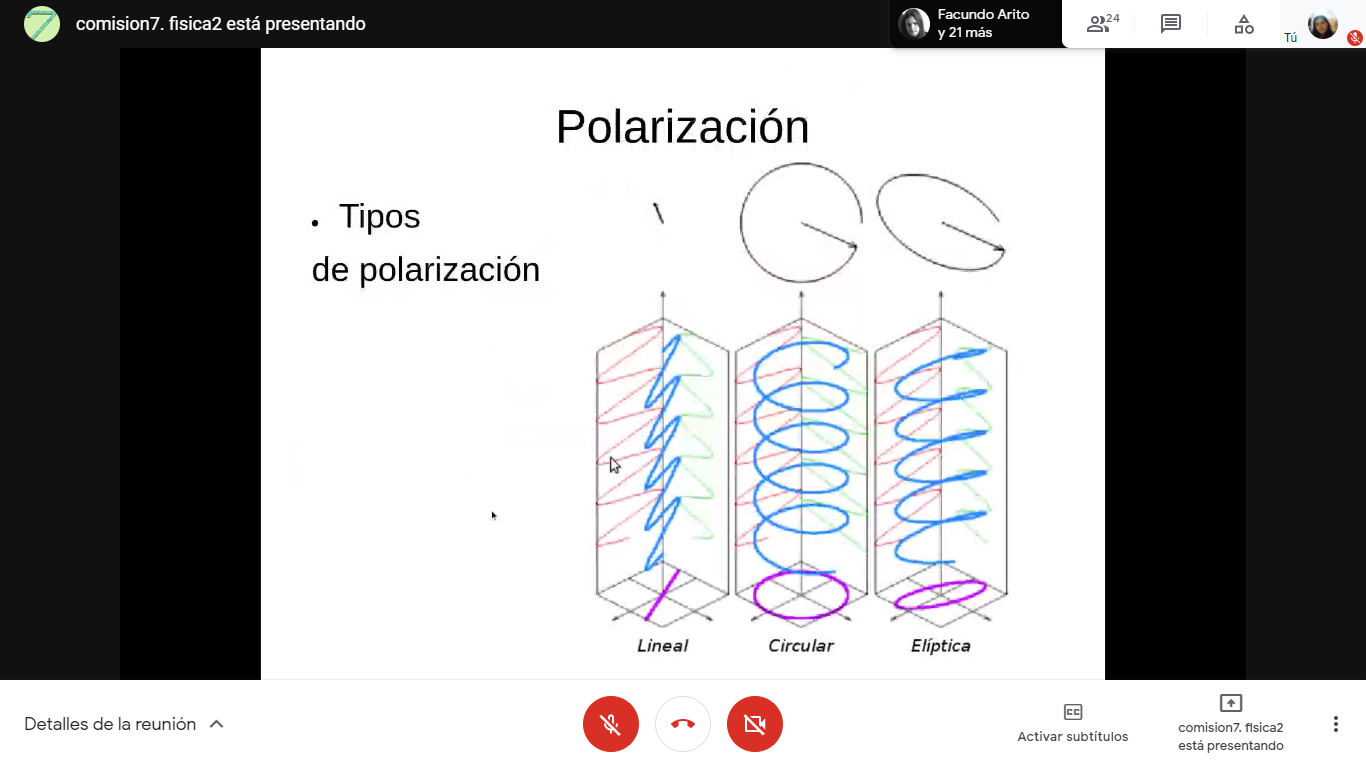 comision7. fisica2 está presentando
Facundo Arito
y 21 más
24
Tú
Polarización
• Tipos
de polarización
Lineal
Circular
Elíptica
Detalles de la reunión
CC
Activar subtítulos
comision7. fisica2
está presentando